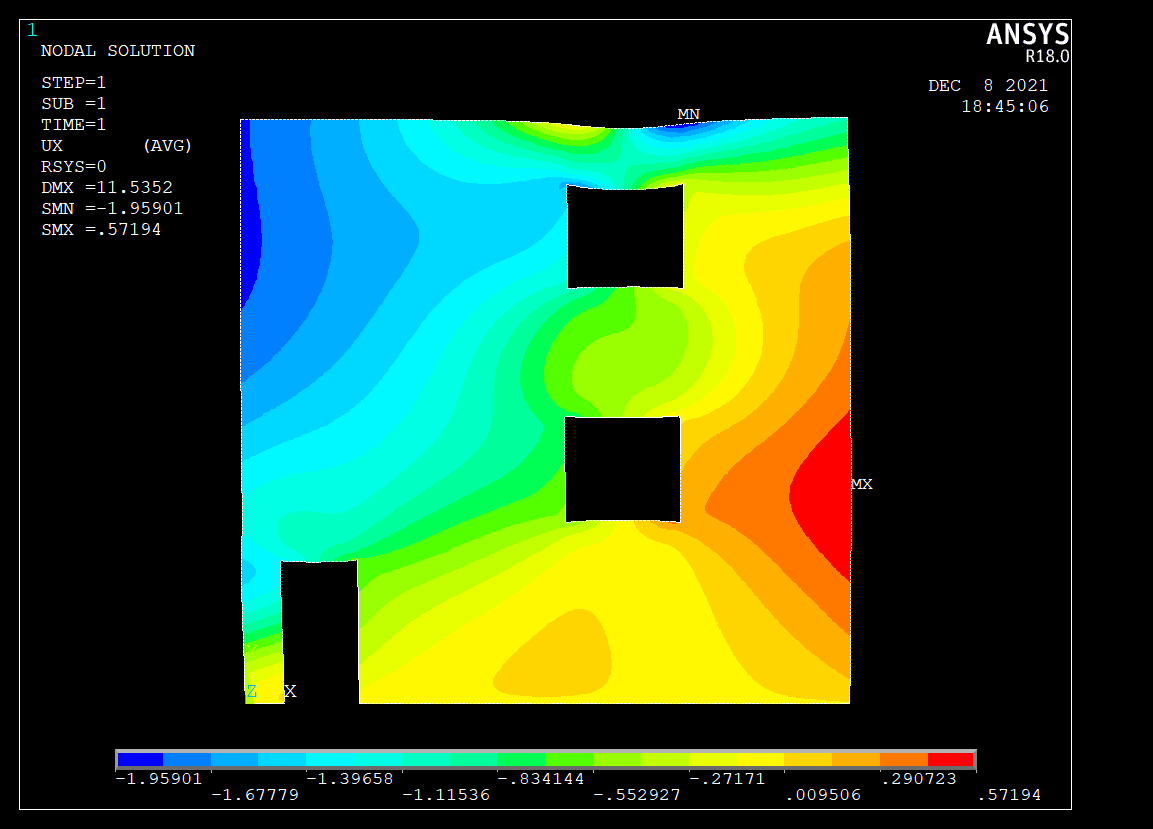 1
ANSYS
R18.0
NODAL SOLUTION
DEC 8 2021
18:45:06
STEP=1
SUB =1
TIME=1
UX (AVG)
RSYS=0
DMX =11.5352
SMN =-1.95901
SMX =.57194
MN
MX
Z X
-1.95901 -1.39658 -.834144 -.27171 .290723
-1.67779 -1.11536 -.552927 .009506 .57194